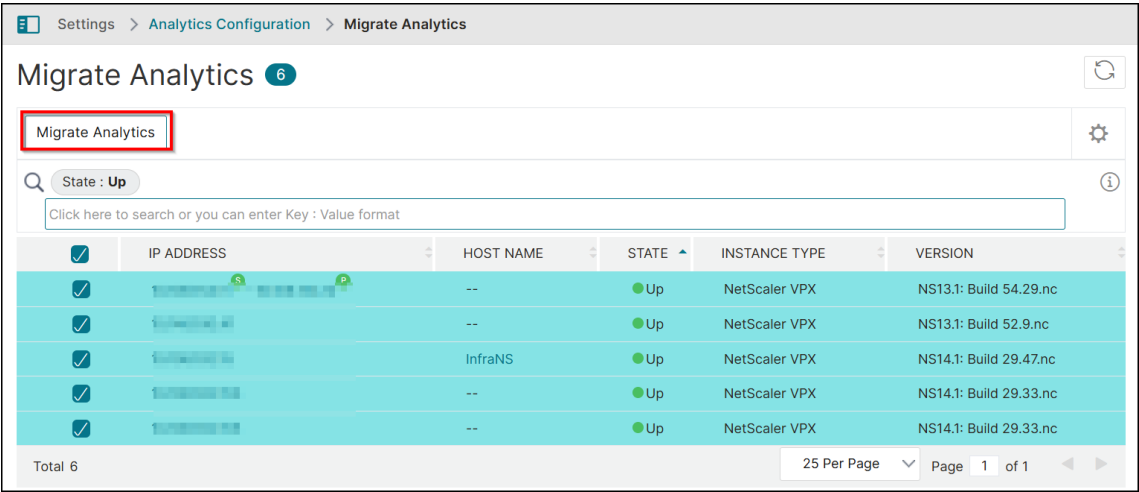 Settings > Analytics Configuration > Migrate Analytics
Migrate Analytics 6
Migrate Analytics
State : Up
Click here to search or you can enter Key : Value format
IP ADDRESS HOST NAME STATE INSTANCE TYPE VERSION
S P -- Up NetScaler VPX NS13.1: Build 54.29.nc
-- Up NetScaler VPX NS13.1: Build 52.9.nc
InfraNS Up NetScaler VPX NS14.1: Build 29.47.nc
-- Up NetScaler VPX NS14.1: Build 29.33.nc
-- Up NetScaler VPX NS14.1: Build 29.33.nc
Total 6 25 Per Page Page 1 of 1